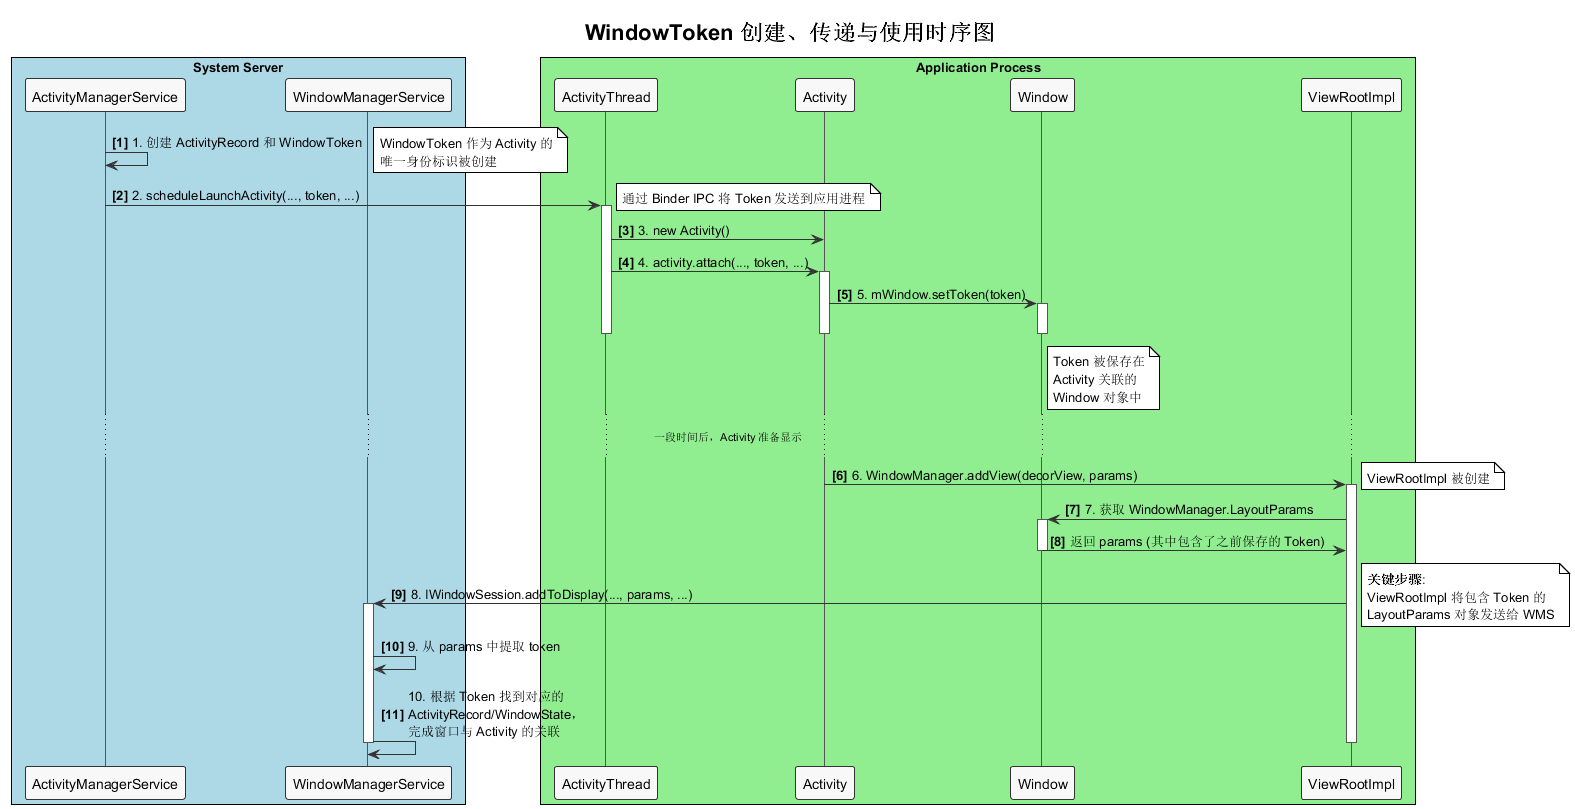 WindowToken 创建、传递与使用时序图
System Server
Application Process
ActivityManagerService
WindowManagerService
ActivityThread
Activity
Window
ViewRootImpl
[1] 1. 创建 ActivityRecord 和 WindowToken
WindowToken 作为 Activity 的
唯一身份标识被创建
[2] 2. scheduleLaunchActivity(..., token, ...)
通过 Binder IPC 将 Token 发送到应用进程
[3] 3. new Activity()
[4] 4. activity.attach(..., token, ...)
[5] 5. mWindow.setToken(token)
Token 被保存在
Activity 关联的
Window 对象中
一段时间后，Activity 准备显示
[6] 6. WindowManager.addView(decorView, params)
ViewRootImpl 被创建
[7] 7. 获取 WindowManager.LayoutParams
[8] 返回 params (其中包含了之前保存的 Token)
关键步骤:
ViewRootImpl 将包含 Token 的
LayoutParams 对象发送给 WMS
[9] 8. IWindowSession.addToDisplay(..., params, ...)
[10] 9. 从 params 中提取 token
10. 根据 Token 找到对应的
[11] ActivityRecord/WindowState，
完成窗口与 Activity 的关联
ActivityManagerService
WindowManagerService
ActivityThread
Activity
Window
ViewRootImpl